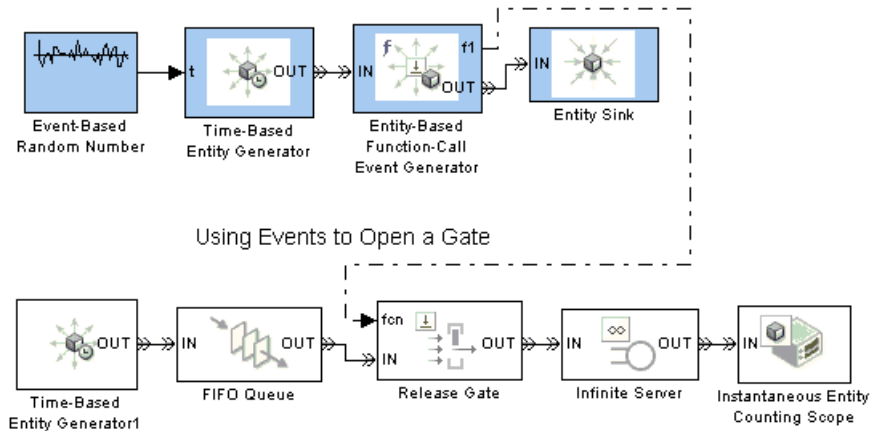 f1
t
OUT
IN
OUT
IN
Event-Based
Random Number
Time-Based
Entity Generator
Entity-Based
Function-Call
Event Generator
Entity Sink
Using Events to Open a Gate
OUT
IN
OUT
fcn
IN
OUT
IN
OUT
IN
Time-Based
Entity Generator1
FIFO Queue
Release Gate
Infinite Server
Instantaneous Entity
Counting Scope